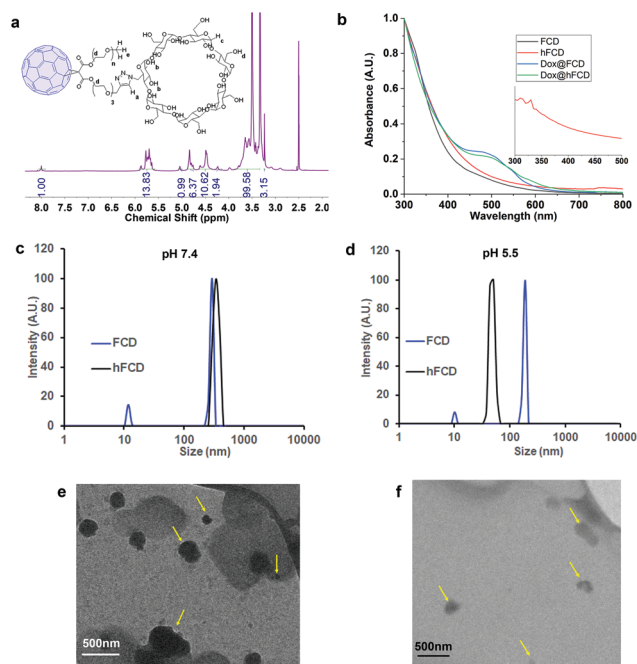 a
1.00
13.83
0.99
6.37
10.62
1.94
99.58
3.15
8.0 7.5 7.0 6.5 6.0 5.5 5.0 4.5 4.0 3.5 3.0 2.5 2.0 1.8
Chemical Shift (ppm)
b
Absorbance (A.U.)
1.0
0.8
0.6
0.4
0.2
0.0
FCD
hFCD
Dox@FCD
Dox@hFCD
300 350 400 450 500
300 400 500 600 700 800
Wavelength (nm)
c
pH 7.4
Intensity (A.U.)
120
100
80
60
40
20
0
FCD
hFCD
1 10 100 1000 10000
Size (nm)
d
pH 5.5
Intensity (A.U.)
120
100
80
60
40
20
0
FCD
hFCD
1 10 100 1000 10000
Size (nm)
e
500nm
f
500nm